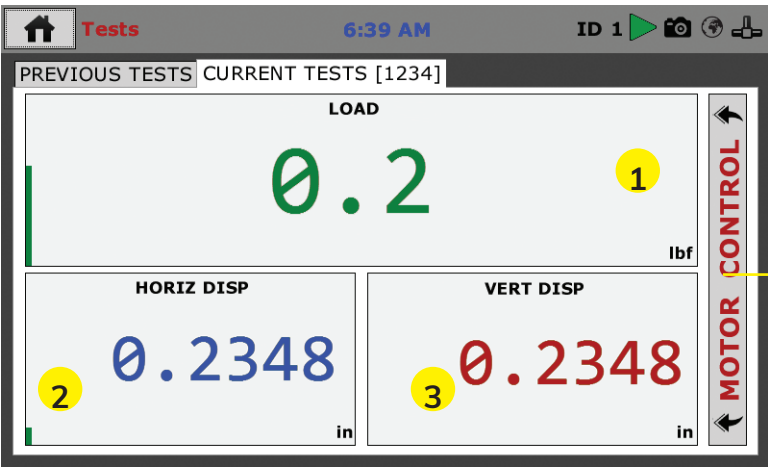 Tests 6:39 AM ID 1
PREVIOUS TESTS CURRENT TESTS [1234]
LOAD
0.2
1
lbf
HORIZ DISP
0.2348
2
in
VERT DISP
0.2348
3
in
MOTOR CONTROL